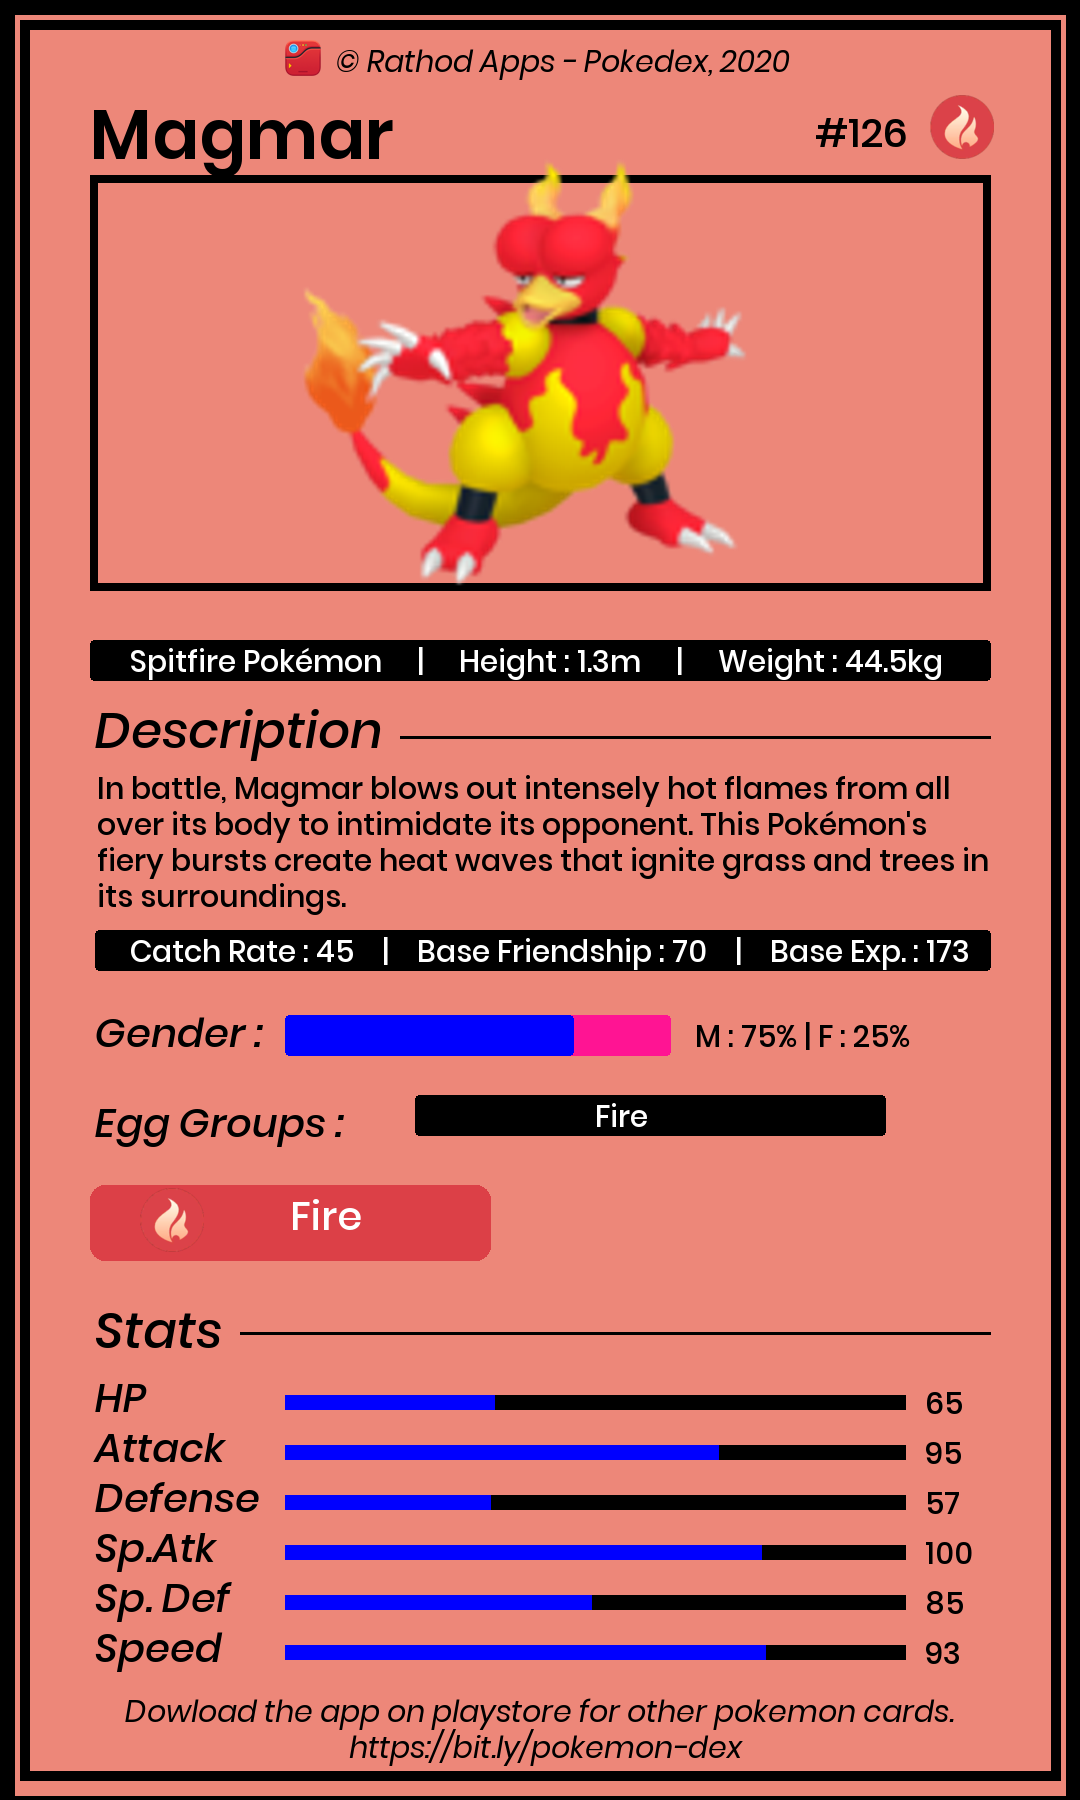 © Rathod Apps - Pokedex, 2020
Magmar
#126
Spitfire Pokémon | Height : 1.3m | Weight : 44.5kg
Description
In battle, Magmar blows out intensely hot flames from all
over its body to intimidate its opponent. This Pokémon's
fiery bursts create heat waves that ignite grass and trees in
its surroundings.
Catch Rate : 45 | Base Friendship : 70 | Base Exp. : 173
Gender : M : 75% | F : 25%
Egg Groups : Fire
Fire
Stats
HP 65
Attack 95
Defense 57
Sp.Atk 100
Sp. Def 85
Speed 93
Dowload the app on playstore for other pokemon cards.
https://bit.ly/pokemon-dex